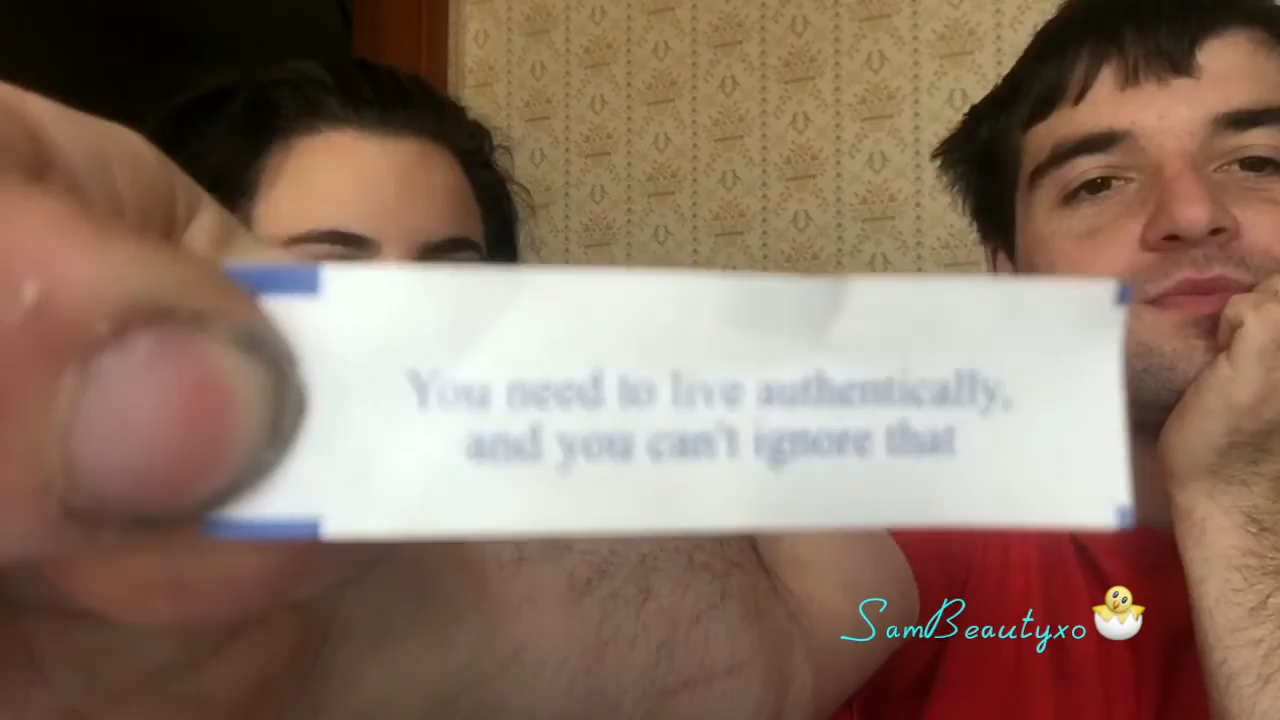 You need to live authentically,
and you can't ignore that
SamBeautyxo